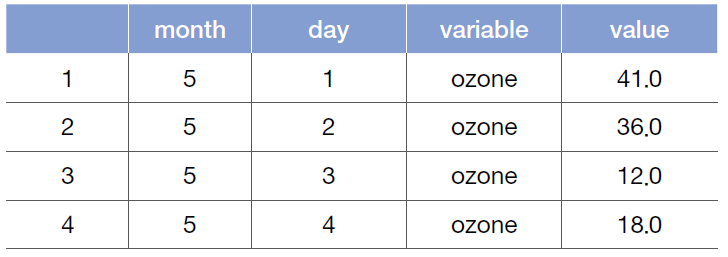 month day variable value
1 5 1 ozone 41.0
2 5 2 ozone 36.0
3 5 3 ozone 12.0
4 5 4 ozone 18.0